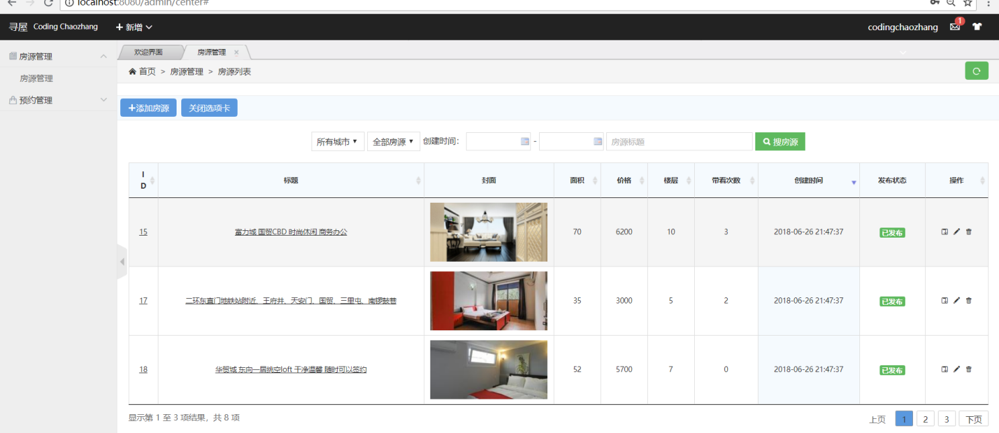 localhost:8080/admin/center#
寻屋 Coding Chaozhang 新增 codingchaozhang 1
房源管理
房源管理
预约管理
欢迎界面 房源管理
首页 > 房源管理 > 房源列表
添加房源 关闭选项卡
所有城市 全部房源 创建时间: - 房源标题 搜房源
ID 标题 封面 面积 价格 楼层 带看次数 创建时间 发布状态 操作
15 富力城 国贸CBD 时尚休闲 商务办公 70 6200 10 3 2018-06-26 21:47:37 已发布
17 二环东直门地铁站附近、王府井、天安门、国贸、三里屯、南锣鼓巷 35 3000 5 2 2018-06-26 21:47:37 已发布
18 华贸城 东向一居挑空loft 干净温馨 随时可以签约 52 5700 7 0 2018-06-26 21:47:37 已发布
显示第 1 至 3 项结果，共 8 项 上页 1 2 3 下页